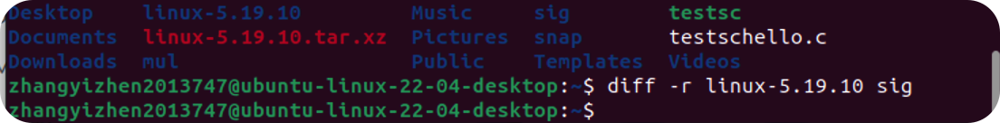 Desktop linux-5.19.10 Music sig testsc
Documents linux-5.19.10.tar.xz Pictures snap testschello.c
Downloads mul Public Templates Videos
zhangyizhen2013747@ubuntu-linux-22-04-desktop:~$ diff -r linux-5.19.10 sig
zhangyizhen2013747@ubuntu-linux-22-04-desktop:~$